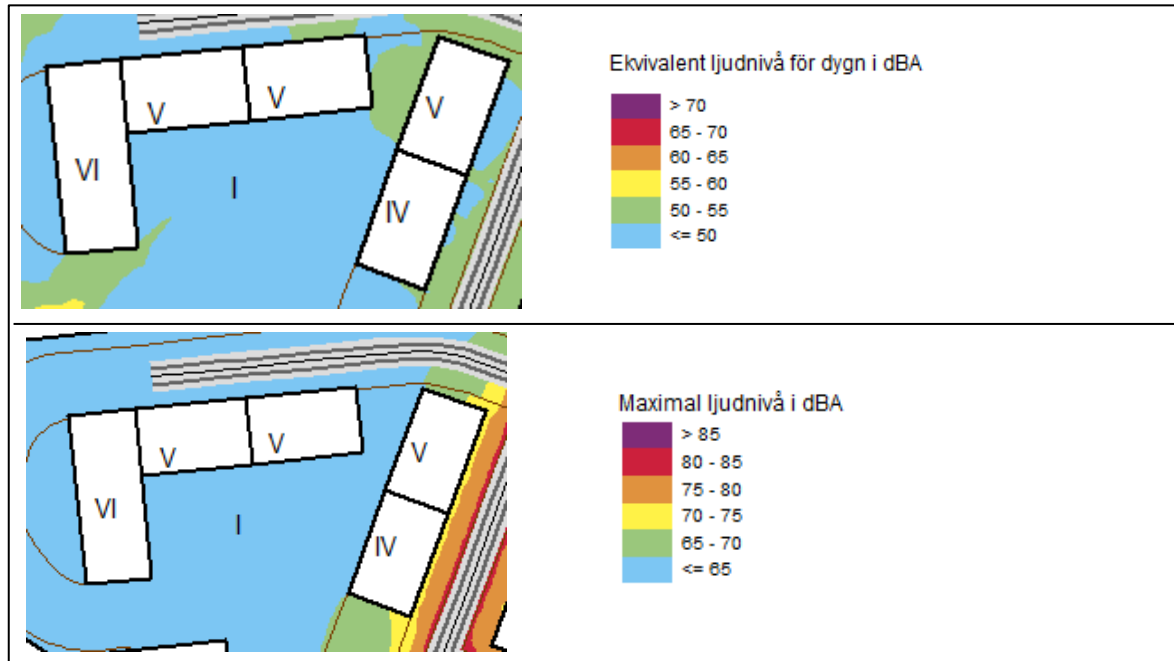 V
V
V
VI
I
IV
Ekvivalent ljudnivå för dygn i dBA
> 70
65 - 70
60 - 65
55 - 60
50 - 55
<= 50
V
V
V
VI
I
IV
Maximal ljudnivå i dBA
> 85
80 - 85
75 - 80
70 - 75
65 - 70
<= 65